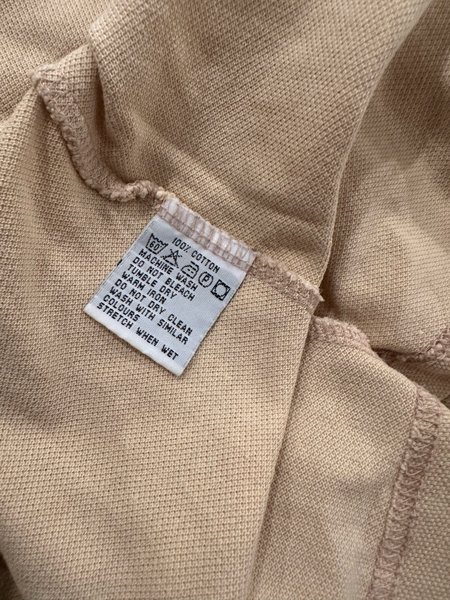 100% COTTON
60 P
MACHINE WASH
DO NOT BLEACH
TUMBLE DRY
WARM IRON
DO NOT DRY CLEAN
WASH WITH SIMILAR
COLOURS
STRETCH WHEN WET